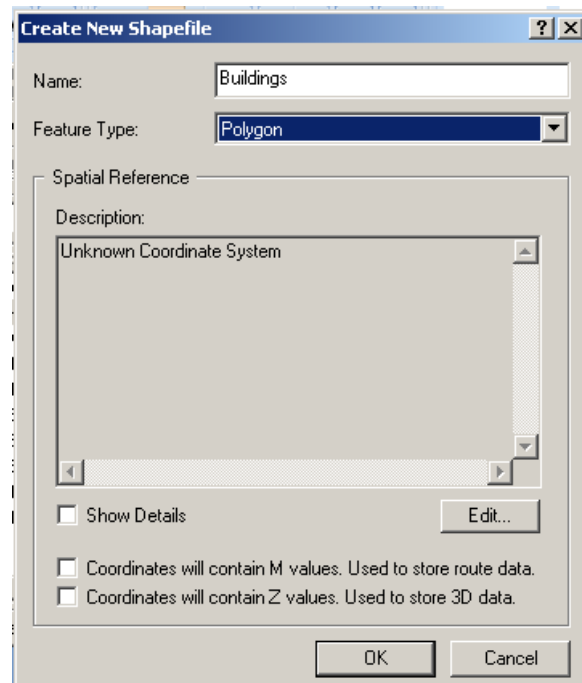 Create New Shapefile
Name: Buildings
Feature Type: Polygon
Spatial Reference
Description:
Unknown Coordinate System
Show Details Edit...
Coordinates will contain M values. Used to store route data.
Coordinates will contain Z values. Used to store 3D data.
OK Cancel